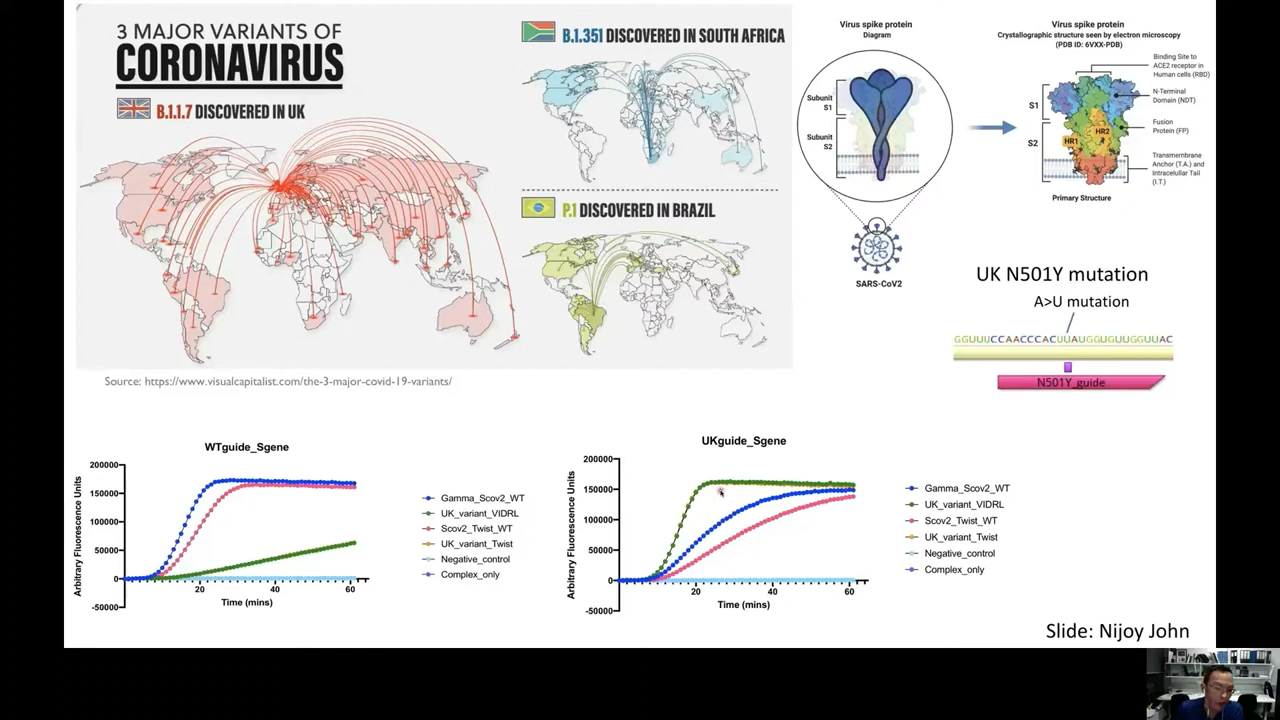 3 MAJOR VARIANTS OF
CORONAVIRUS
B.1.1.7 DISCOVERED IN UK
B.1.351 DISCOVERED IN SOUTH AFRICA
P.1 DISCOVERED IN BRAZIL
Source: https://www.visualcapitalist.com/the-3-major-covid-19-variants/
Virus spike protein
Diagram
Subunit
S1
Subunit
S2
SARS-CoV2
Virus spike protein
Crystallographic structure seen by electron microscopy
(PDB ID: 6VXX-PDB)
S1
S2
HR1
HR2
Binding Site to
ACE2 receptor in
Human cells (RBD)
N-Terminal
Domain (NDT)
Fusion
Protein (FP)
Transmembrane
Anchor (T.A.) and
Intracellular Tail
(I.T.)
Primary Structure
UK N501Y mutation
A>U mutation
GGUUUCCAACCCACUUAUGGUGUUGGUUAC
N501Y_guide
WTguide_Sgene
Arbitrary Fluorescence Units
200000
150000
100000
50000
0
-50000
20
40
60
Time (mins)
Gamma_Scov2_WT
UK_variant_VIDRL
Scov2_Twist_WT
UK_variant_Twist
Negative_control
Complex_only
UKguide_Sgene
Arbitrary Fluorescence Units
200000
150000
100000
50000
0
-50000
20
40
60
Time (mins)
Gamma_Scov2_WT
UK_variant_VIDRL
Scov2_Twist_WT
UK_variant_Twist
Negative_control
Complex_only
Slide: Nijoy John